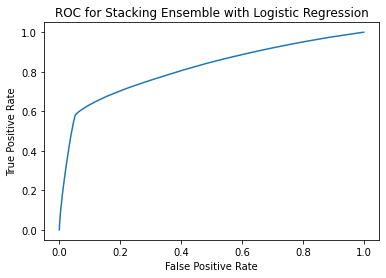 ROC for Stacking Ensemble with Logistic Regression
True Positive Rate
1.0
0.8
0.6
0.4
0.2
0.0
0.0 0.2 0.4 0.6 0.8 1.0
False Positive Rate